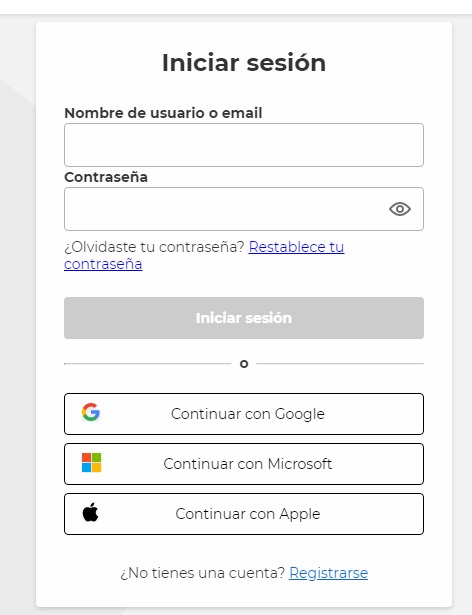 Iniciar sesión
Nombre de usuario o email
Contraseña
¿Olvidaste tu contraseña? Restablece tu
contraseña
Iniciar sesión
o
Continuar con Google
Continuar con Microsoft
Continuar con Apple
¿No tienes una cuenta? Registrarse